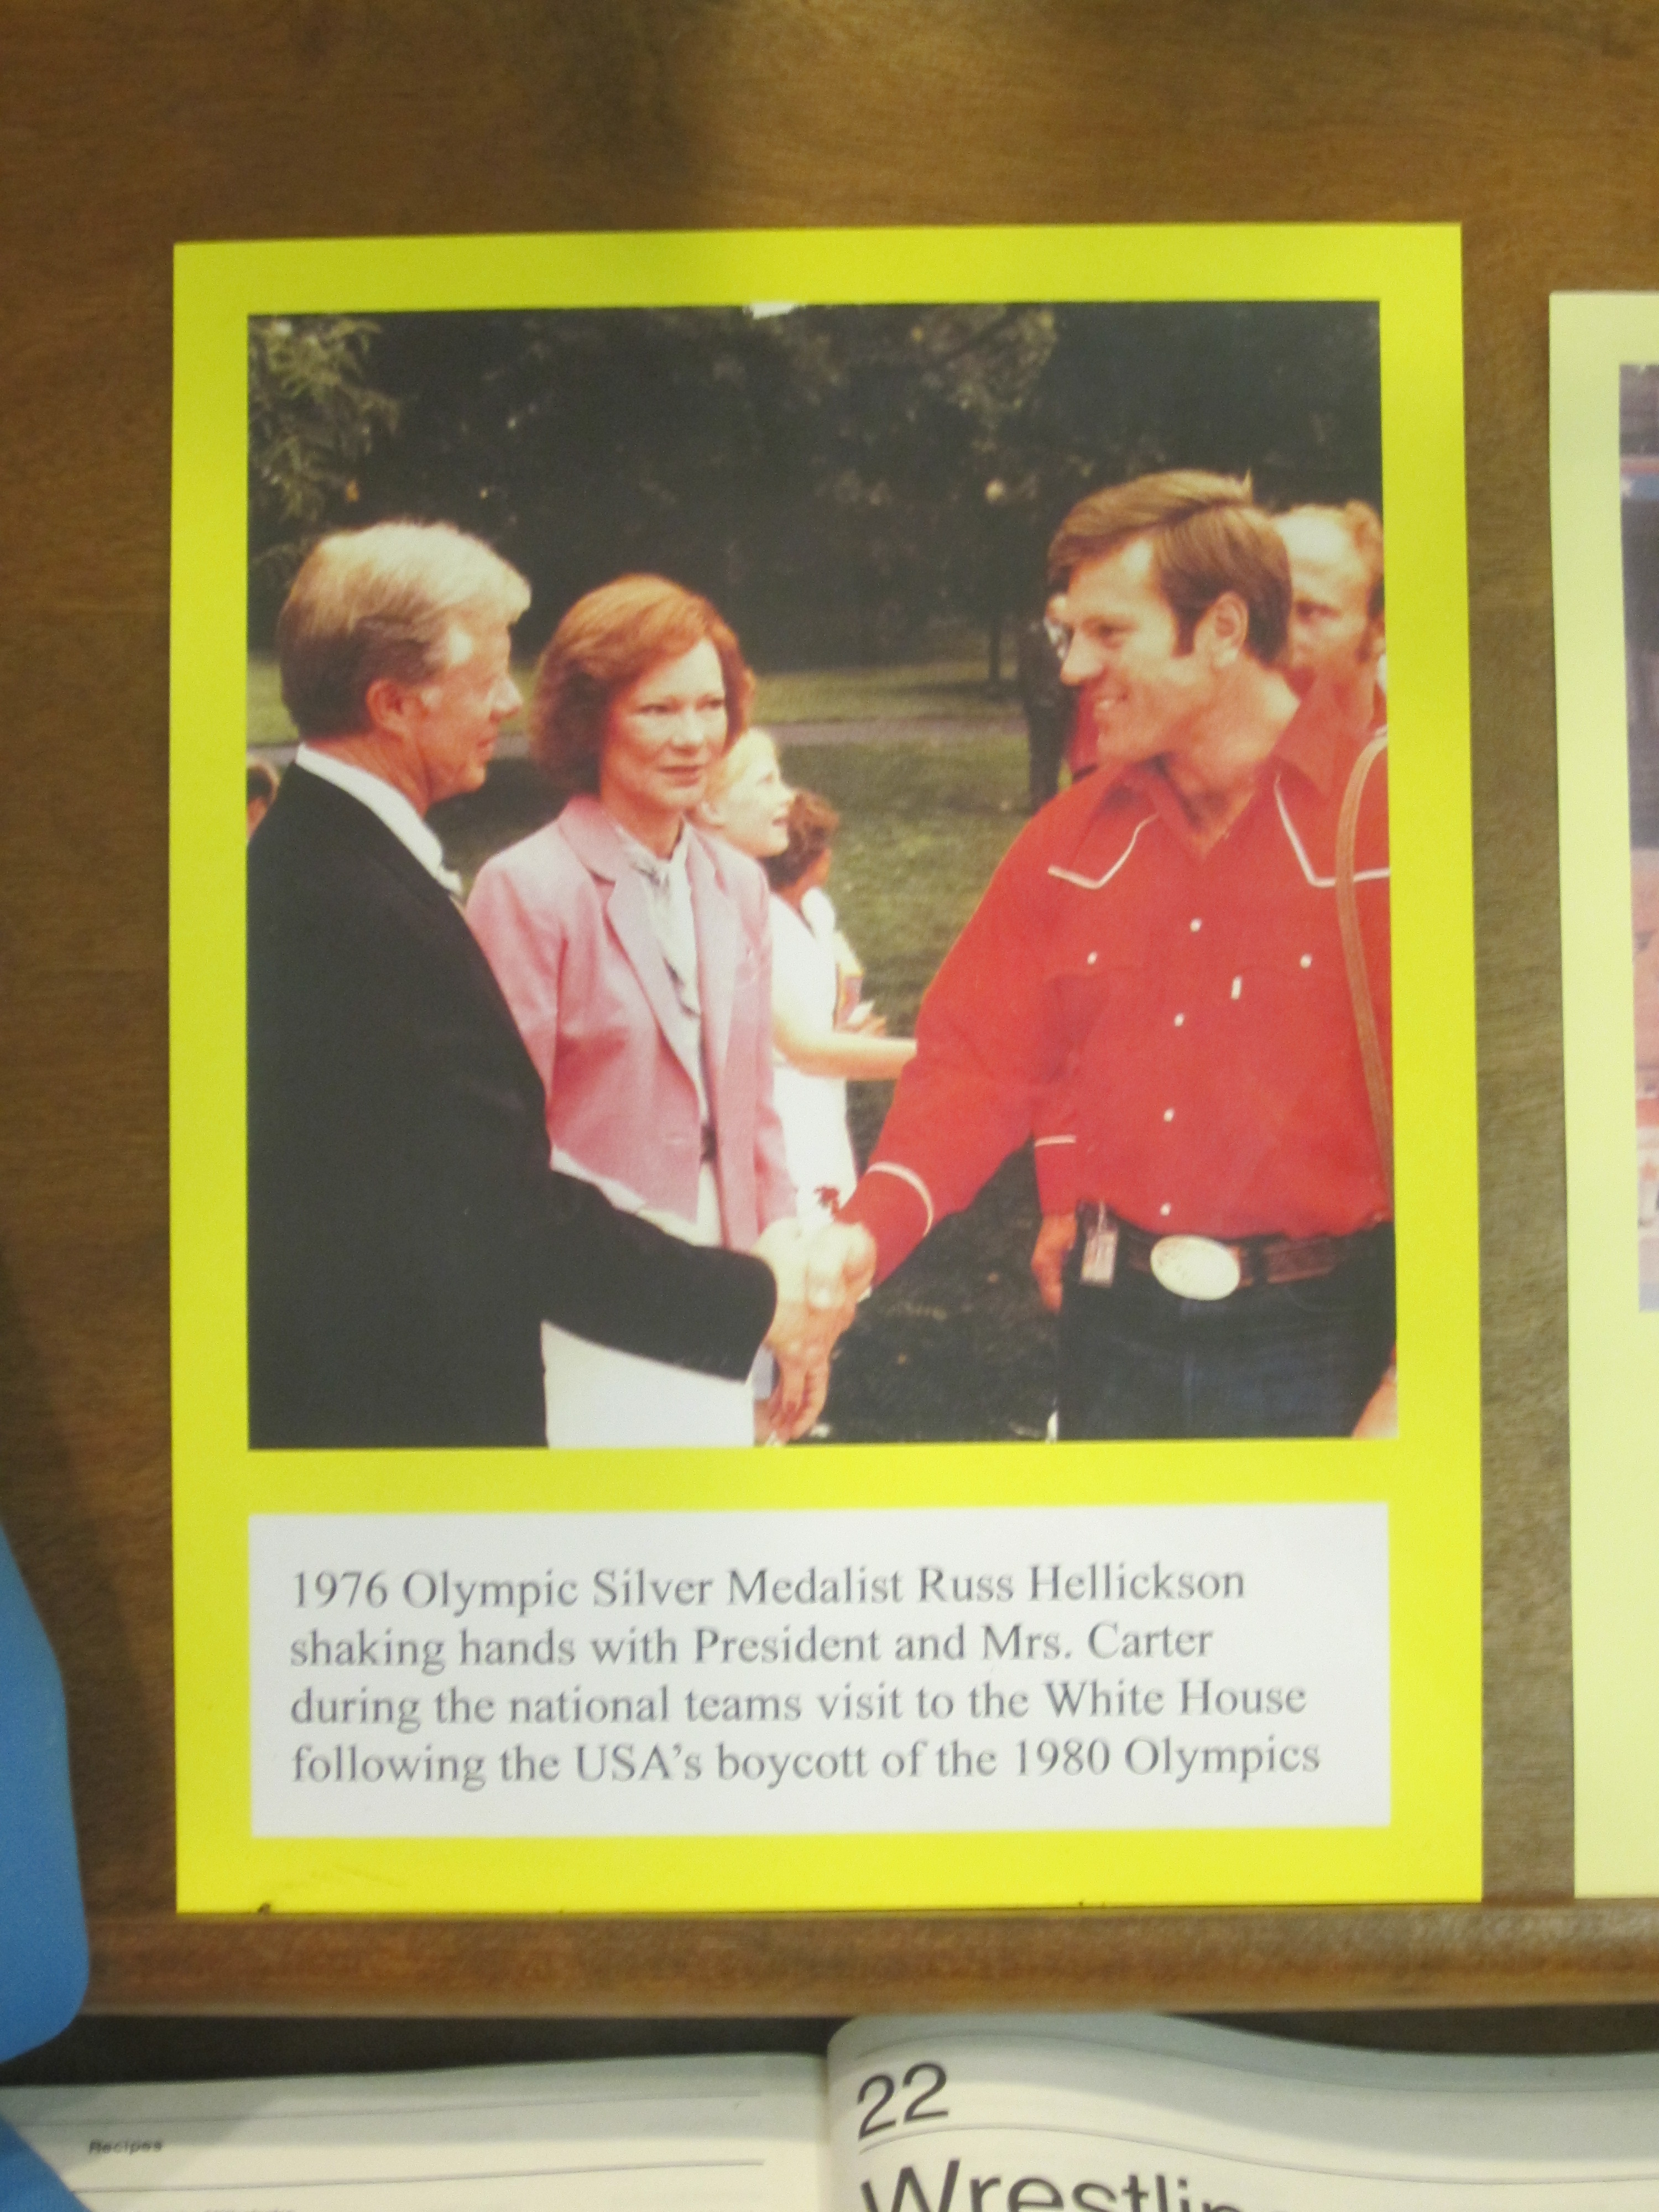 1976 Olympic Silver Medalist Russ Hellickson
shaking hands with President and Mrs. Carter
during the national teams visit to the White House
following the USA's boycott of the 1980 Olympics
Recipes
22